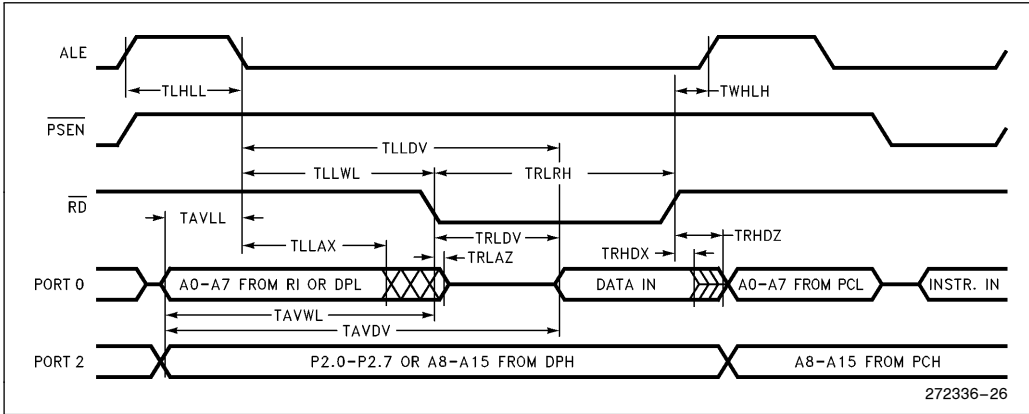 ALE
TLHLL
TWHLH
PSEN
TLLDV
TLLWL
TRLRH
RD
TAVLL
TRLDV
TRHDZ
TLLAX
TRLAZ
TRHDX
PORT 0
A0-A7 FROM RI OR DPL
DATA IN
A0-A7 FROM PCL
INSTR. IN
TAVWL
TAVDV
PORT 2
P2.0-P2.7 OR A8-A15 FROM DPH
A8-A15 FROM PCH
272336-26